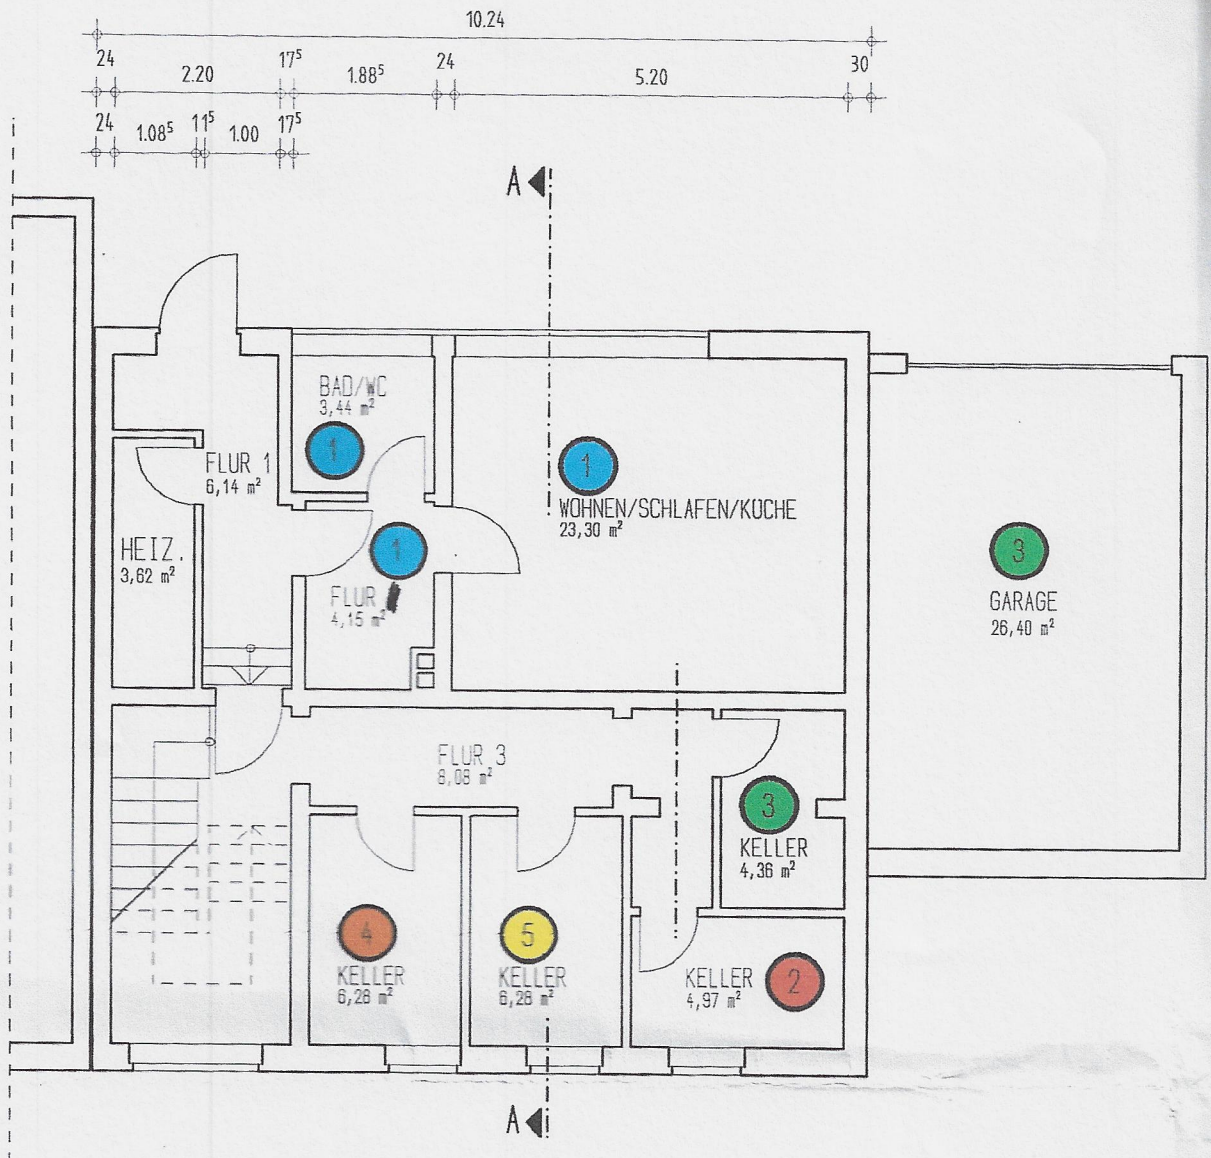 10.24
24 2.20 17⁵ 1.88⁵ 24 5.20 30
24 1.08⁵ 11⁵ 1.00 17⁵
A
BAD/WC
3,44 m²
1
FLUR 1
6,14 m²
1
WOHNEN/SCHLAFEN/KÜCHE
23,30 m²
HEIZ.
3,62 m²
1
FLUR
4,15 m²
3
GARAGE
26,40 m²
FLUR 3
8,08 m²
3
KELLER
4,36 m²
4
KELLER
6,28 m²
5
KELLER
6,28 m²
KELLER
4,97 m²
2
A